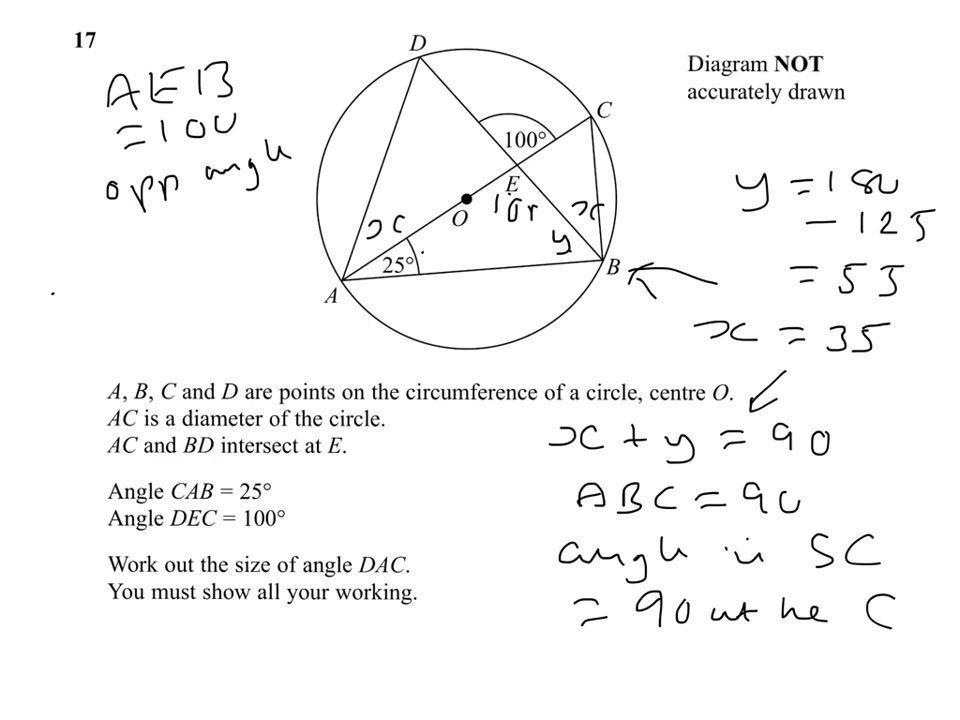 17
Diagram NOT
accurately drawn
AEB
= 100
opp angle
D
C
100°
E
O
100
x
x
y
25°
A
B
y = 180
- 125
= 55
x = 35
A, B, C and D are points on the circumference of a circle, centre O.
AC is a diameter of the circle.
AC and BD intersect at E.
x + y = 90
Angle CAB = 25°
Angle DEC = 100°
ABC = 90
Work out the size of angle DAC.
You must show all your working.
angle in SC
= 90 at he C